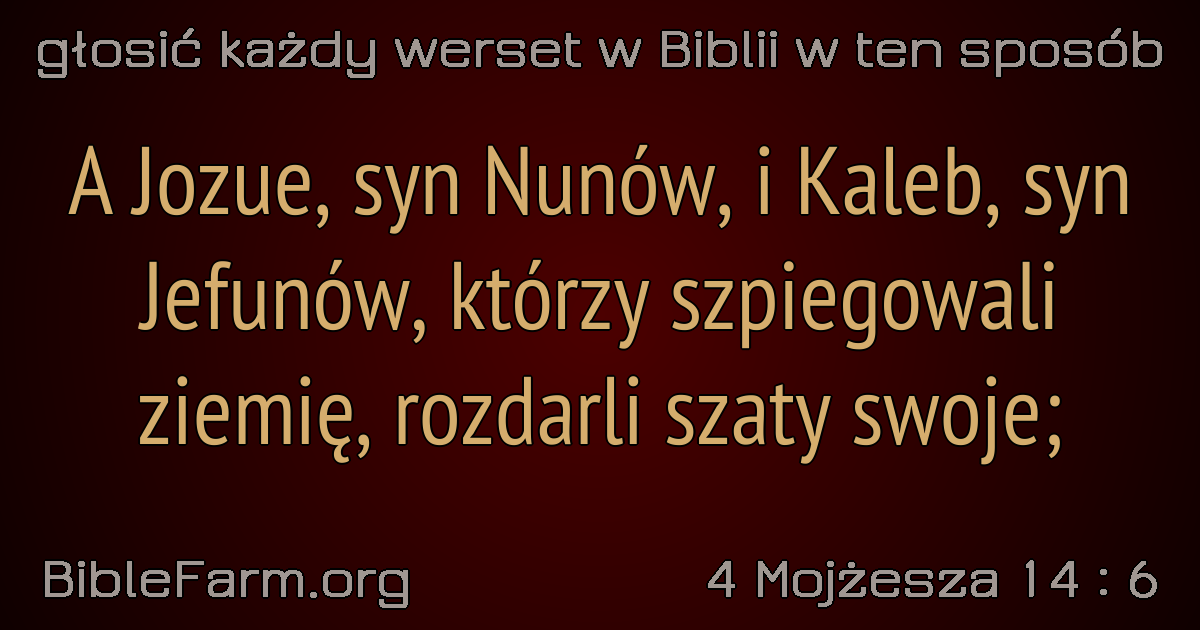 głosić każdy werset w Biblii w ten sposób
A Jozue, syn Nunów, i Kaleb, syn
Jefunów, którzy szpiegowali
ziemię, rozdarli szaty swoje;
BibleFarm.org
4 Mojżesza 14 : 6